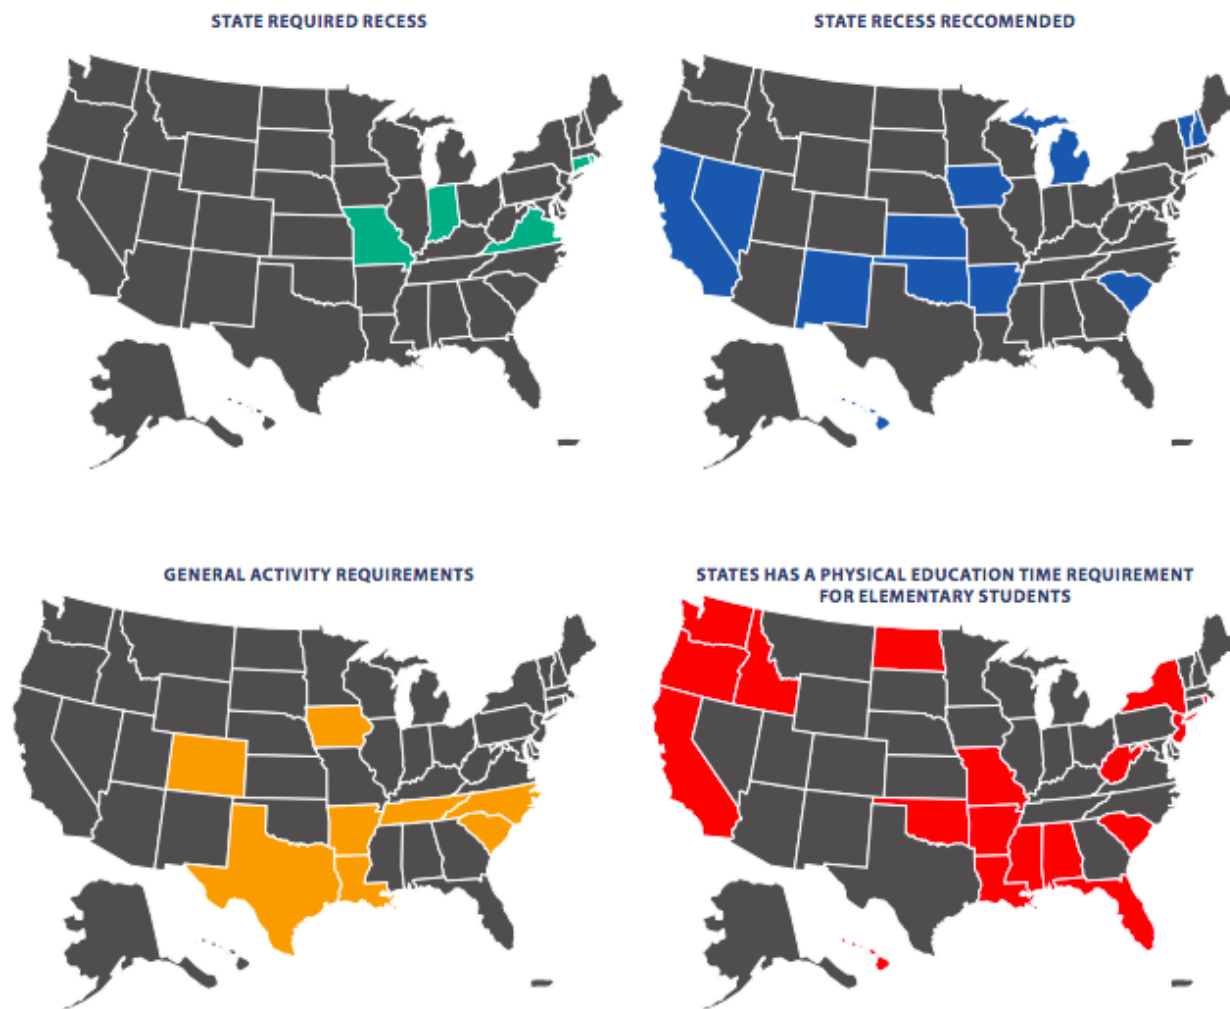 STATE REQUIRED RECESS
STATE RECESS RECCOMENDED
GENERAL ACTIVITY REQUIREMENTS
STATES HAS A PHYSICAL EDUCATION TIME REQUIREMENT
FOR ELEMENTARY STUDENTS